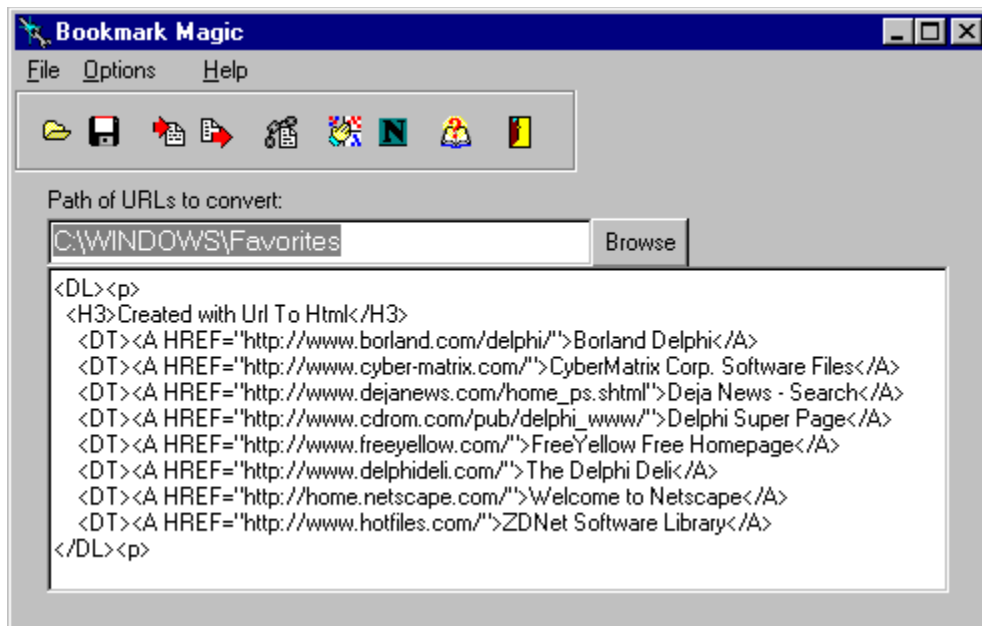 Bookmark Magic
File Options Help
N
Path of URLs to convert:
C:\WINDOWS\Favorites
Browse
<DL><p>
<H3>Created with Url To Html</H3>
<DT><A HREF="http://www.borland.com/delphi/">Borland Delphi</A>
<DT><A HREF="http://www.cyber-matrix.com/">CyberMatrix Corp. Software Files</A>
<DT><A HREF="http://www.dejanews.com/home_ps.shtml">Deja News - Search</A>
<DT><A HREF="http://www.cdrom.com/pub/delphi_www/">Delphi Super Page</A>
<DT><A HREF="http://www.freeyellow.com/">FreeYellow Free Homepage</A>
<DT><A HREF="http://www.delphideli.com/">The Delphi Deli</A>
<DT><A HREF="http://home.netscape.com/">Welcome to Netscape</A>
<DT><A HREF="http://www.hotfiles.com/">ZDNet Software Library</A>
</DL><p>